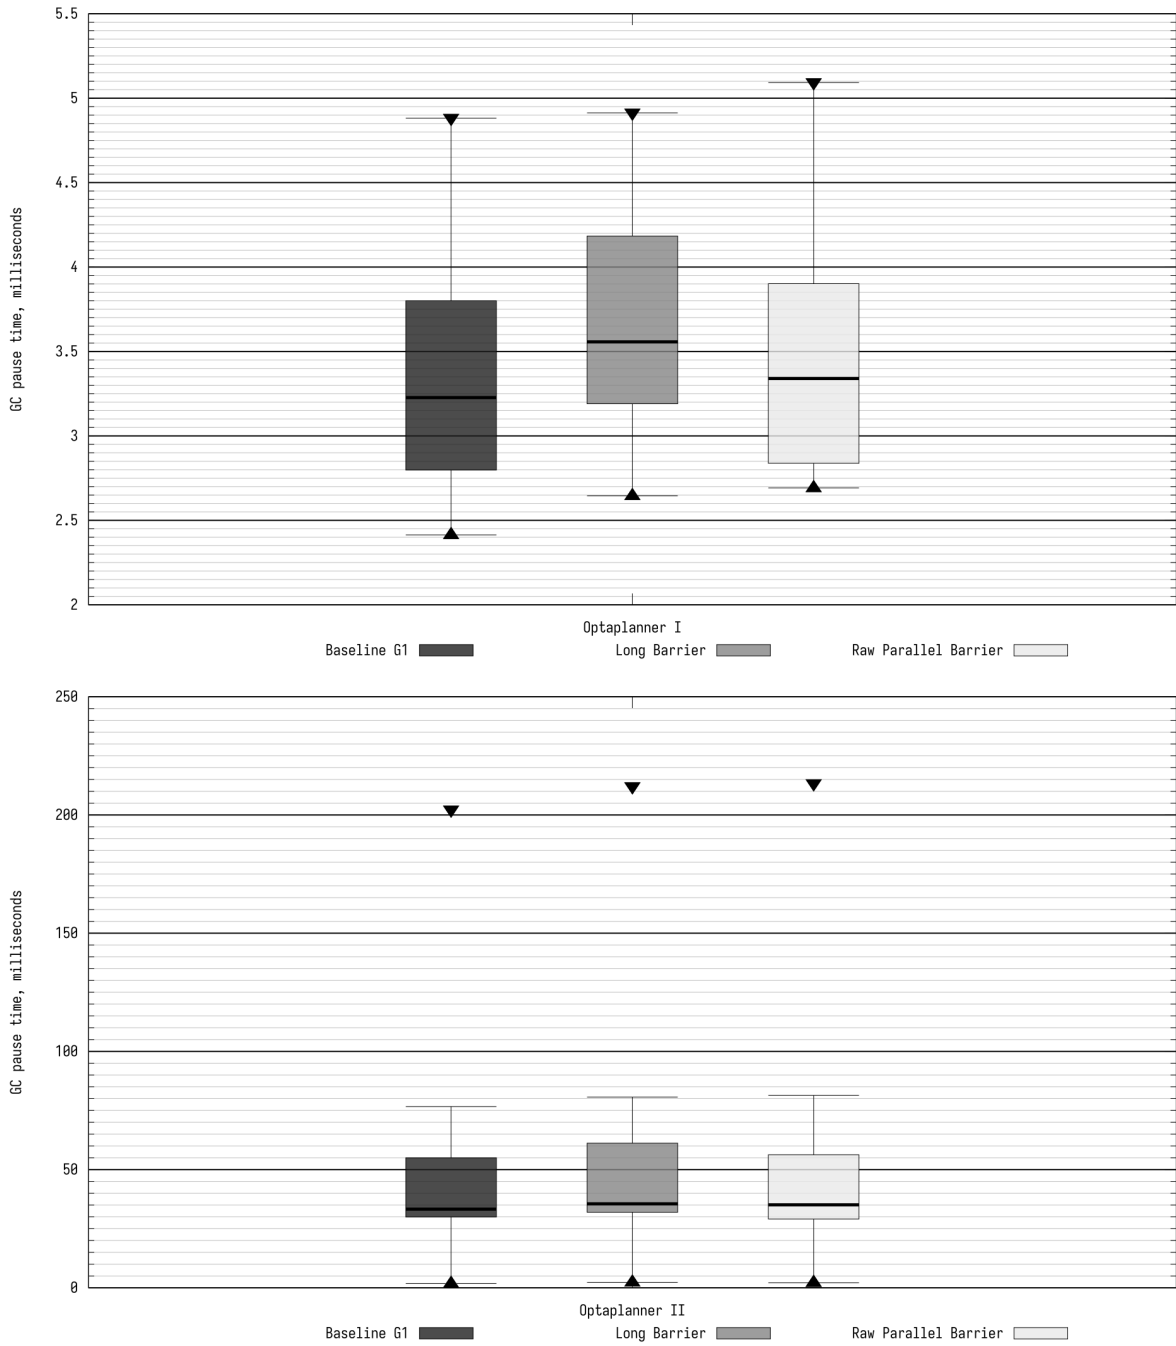 5.5
5
4.5
4
3.5
3
2.5
2
GC pause time, milliseconds
Optaplanner I
Baseline G1 Long Barrier Raw Parallel Barrier
250
200
150
100
50
0
GC pause time, milliseconds
Optaplanner II
Baseline G1 Long Barrier Raw Parallel Barrier